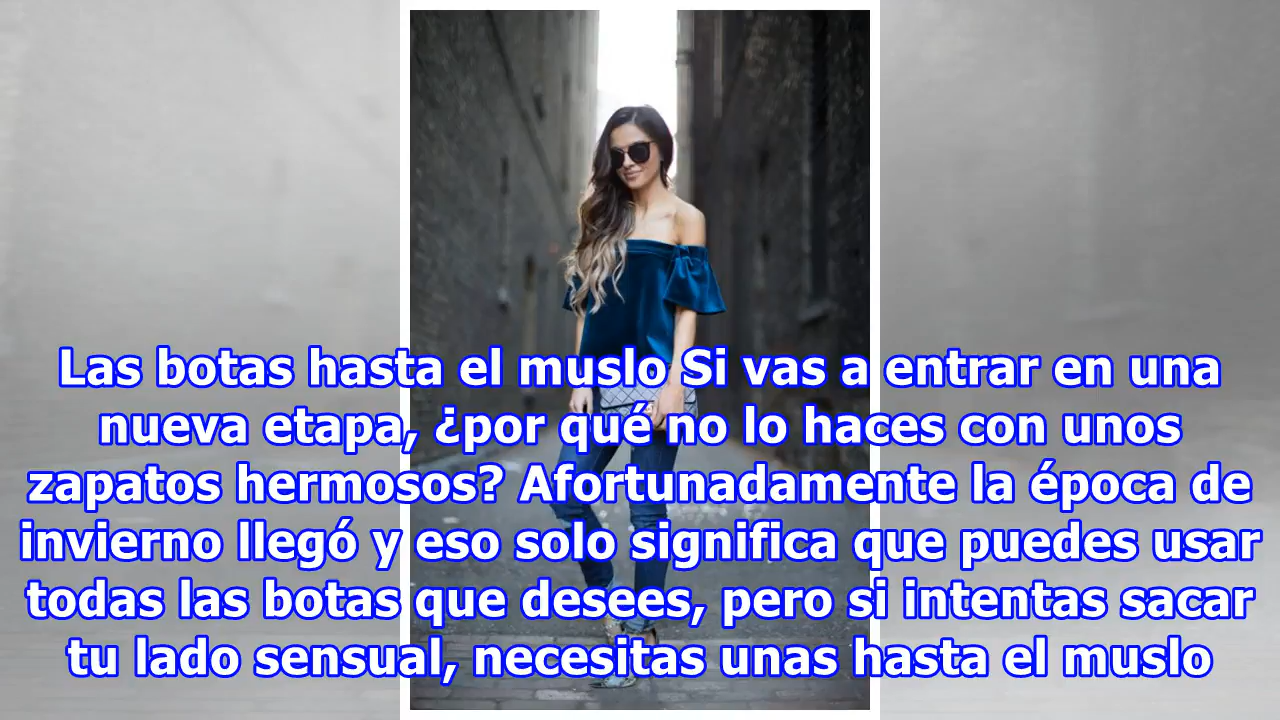 Las botas hasta el muslo Si vas a entrar en una
nueva etapa, ¿por qué no lo haces con unos
zapatos hermosos? Afortunadamente la época de
invierno llegó y eso solo significa que puedes usar
todas las botas que desees, pero si intentas sacar
tu lado sensual, necesitas unas hasta el muslo